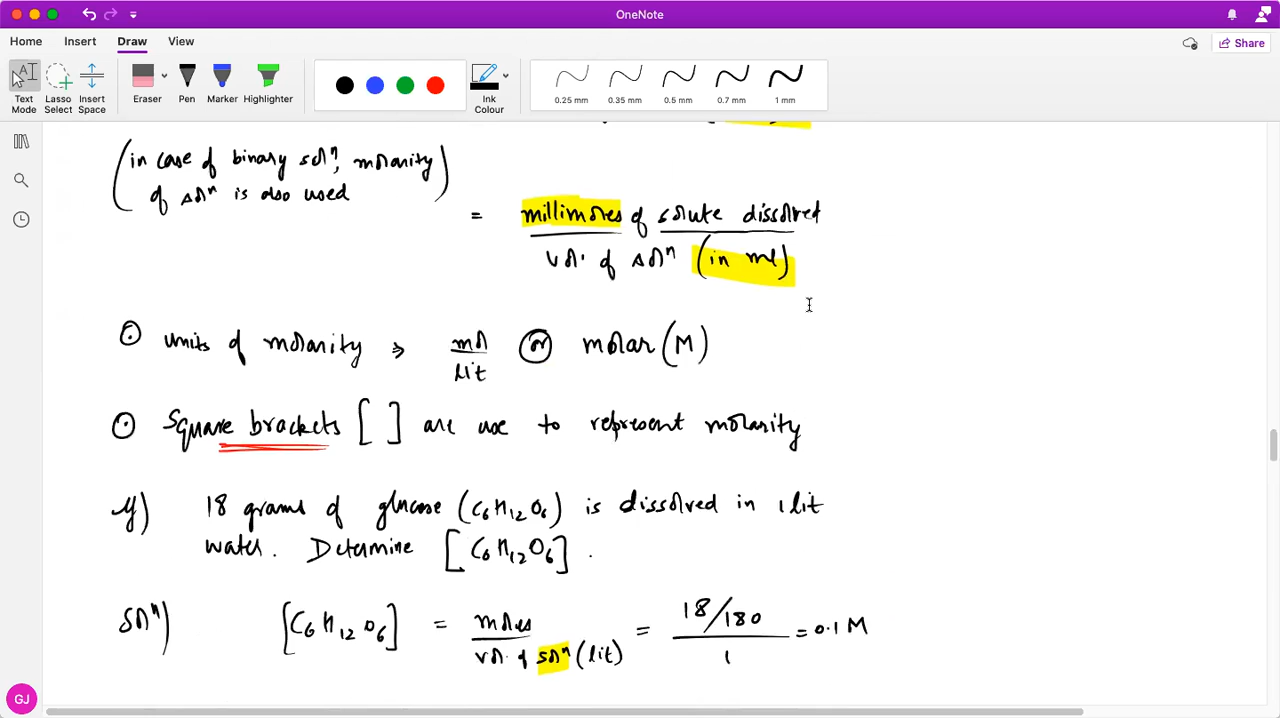 OneNote
Home Insert Draw View
Share
Text Mode
Lasso Select
Insert Space
Eraser
Pen
Marker
Highlighter
Ink Colour
0.25 mm 0.35 mm 0.5 mm 0.7 mm 1 mm
(in case of binary solⁿ, molarity
of solⁿ is also used)
= millimoles of solute dissolved
vol. of solⁿ (in ml)
⊙ units of molarity ⇒ mol/lit or molar (M)
⊙ Square brackets [ ] are use to represent molarity
eg) 18 grams of glucose (C₆H₁₂O₆) is dissolved in 1 lit
water. Determine [C₆H₁₂O₆].
Solⁿ) [C₆H₁₂O₆] = moles / vol. of solⁿ (lit) = 18/180 / 1 = 0.1 M
GJ